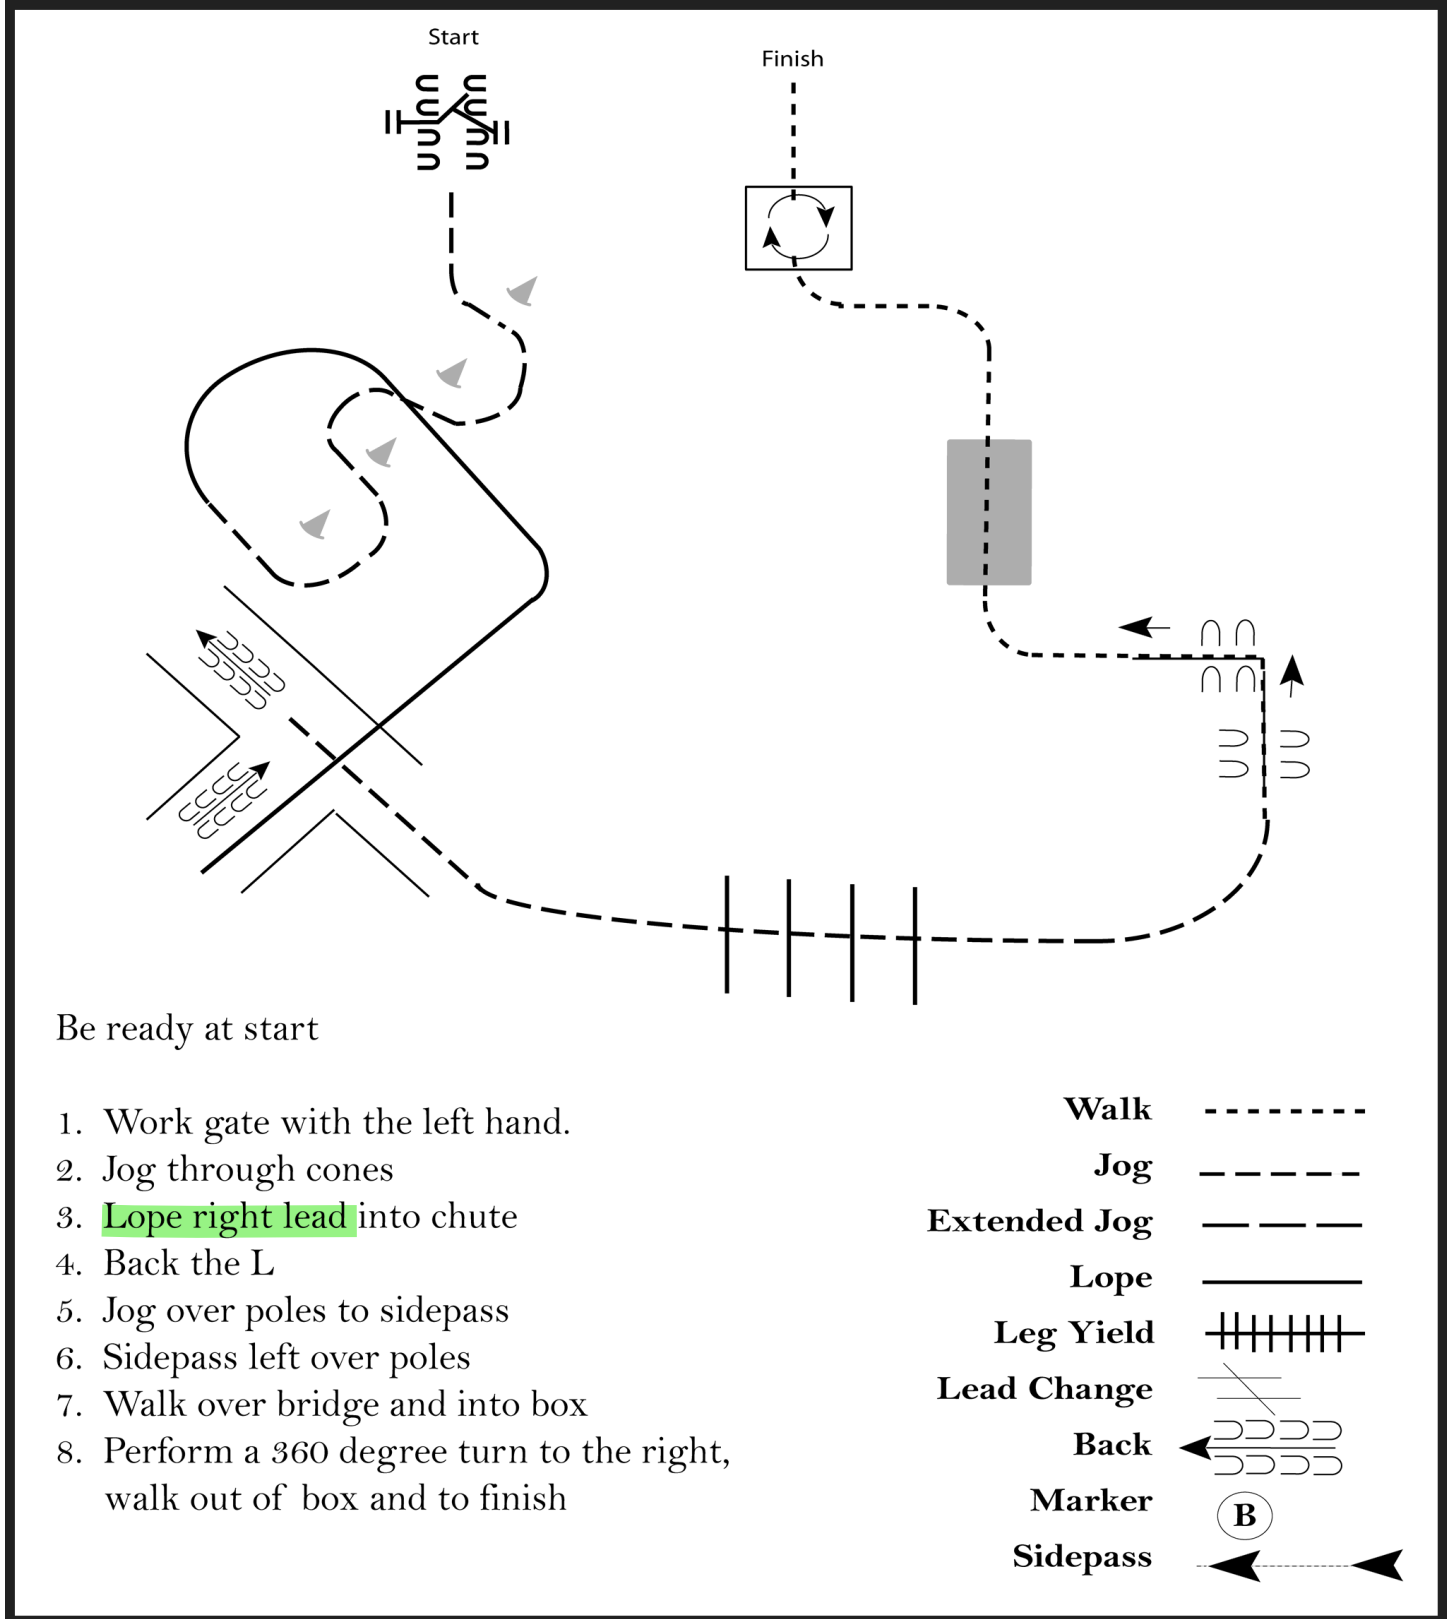 Start
Finish
Be ready at start
1. Work gate with the left hand.
2. Jog through cones
3. Lope right lead into chute
4. Back the L
5. Jog over poles to sidepass
6. Sidepass left over poles
7. Walk over bridge and into box
8. Perform a 360 degree turn to the right,
walk out of box and to finish
Walk
Jog
Extended Jog
Lope
Leg Yield
Lead Change
Back
Marker
B
Sidepass